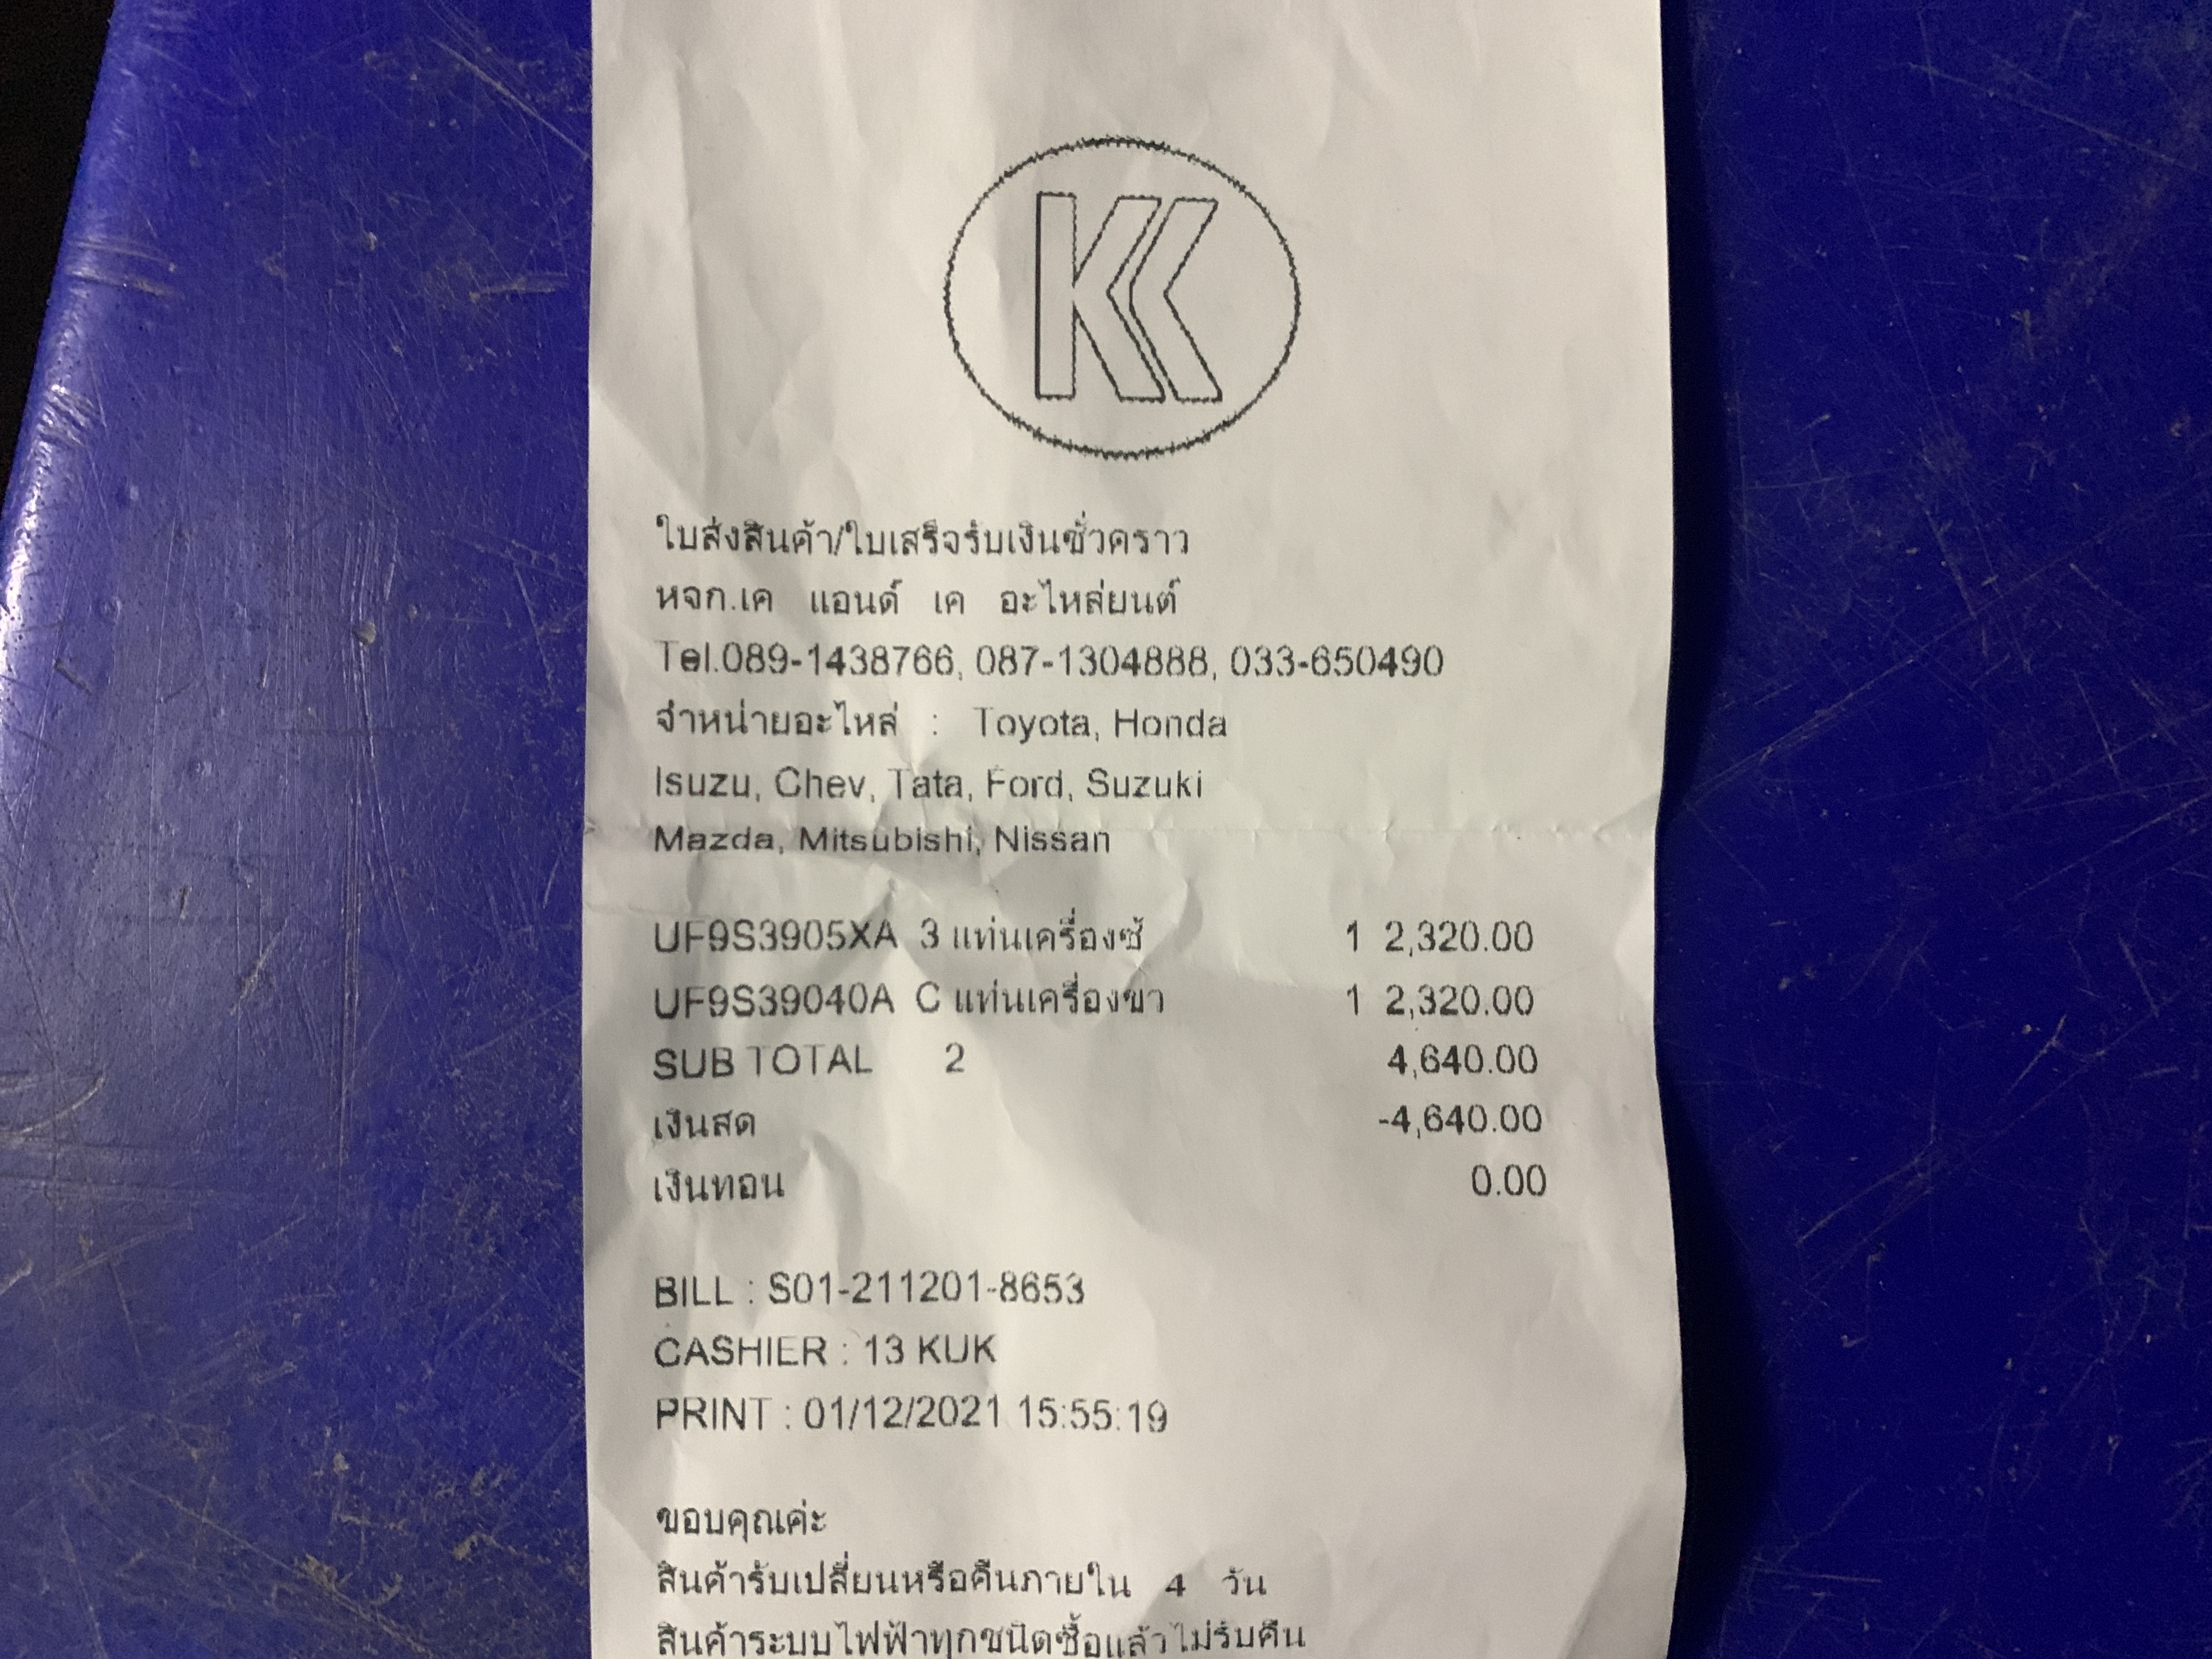 KK
ใบส่งสินค้า/ใบเสร็จรับเงินชั่วคราว
หจก.เค แอนด์ เค อะไหล่ยนต์
Tel.089-1438766, 087-1304888, 033-650490
จำหน่ายอะไหล่ : Toyota, Honda
Isuzu, Chev, Tata, Ford, Suzuki
Mazda, Mitsubishi, Nissan
UF9S3905XA 3 แท่นเครื่องซ้ 1 2,320.00
UF9S39040A C แท่นเครื่องขว 1 2,320.00
SUB TOTAL 2 4,640.00
เงินสด -4,640.00
เงินทอน 0.00
BILL : S01-211201-8653
CASHIER : 13 KUK
PRINT : 01/12/2021 15:55:19
ขอบคุณค่ะ
สินค้ารับเปลี่ยนหรือคืนภายใน 4 วัน
สินค้าระบบไฟฟ้าทุกชนิดซื้อแล้วไม่รับคืน